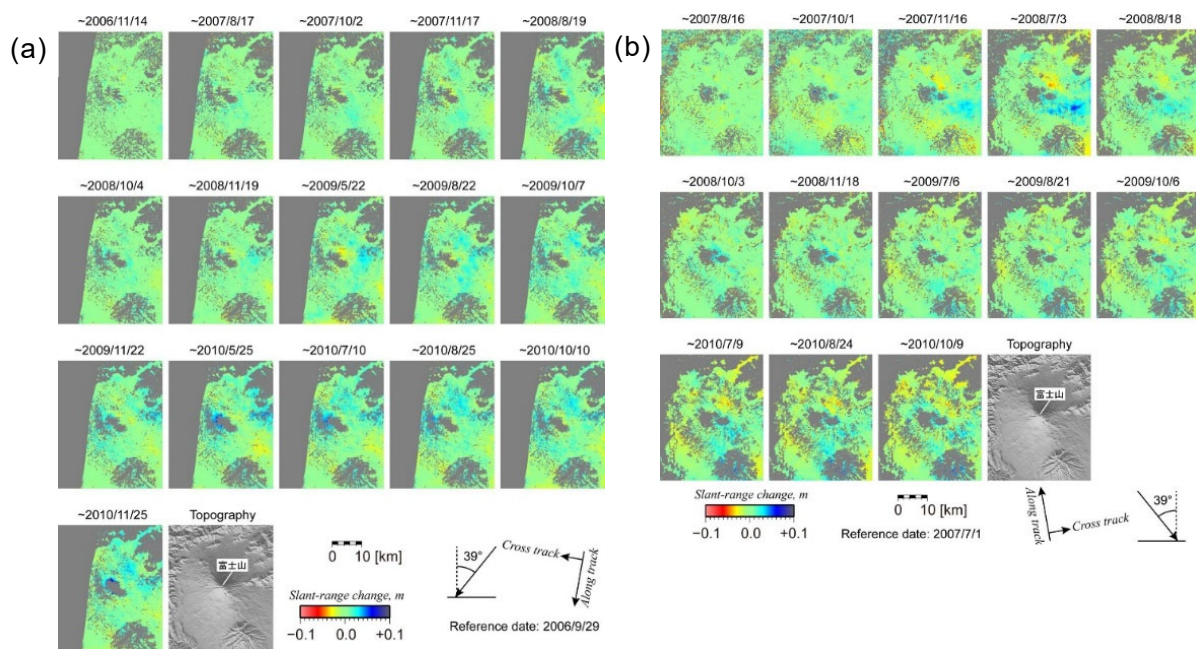 (a)
~2006/11/14 ~2007/8/17 ~2007/10/2 ~2007/11/17 ~2008/8/19
~2008/10/4 ~2008/11/19 ~2009/5/22 ~2009/8/22 ~2009/10/7
~2009/11/22 ~2010/5/25 ~2010/7/10 ~2010/8/25 ~2010/10/10
~2010/11/25 Topography
富士山
0 10 [km]
Slant-range change, m
−0.1 0.0 +0.1
39°
Cross track
Along track
Reference date: 2006/9/29
(b)
~2007/8/16 ~2007/10/1 ~2007/11/16 ~2008/7/3 ~2008/8/18
~2008/10/3 ~2008/11/18 ~2009/7/6 ~2009/8/21 ~2009/10/6
~2010/7/9 ~2010/8/24 ~2010/10/9 Topography
富士山
Slant-range change, m
−0.1 0.0 +0.1
0 10 [km]
Reference date: 2007/7/1
Along track
Cross track
39°